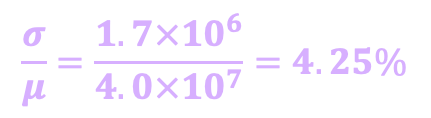 σ/μ = 1.7×10⁶/4.0×10⁷ = 4.25%